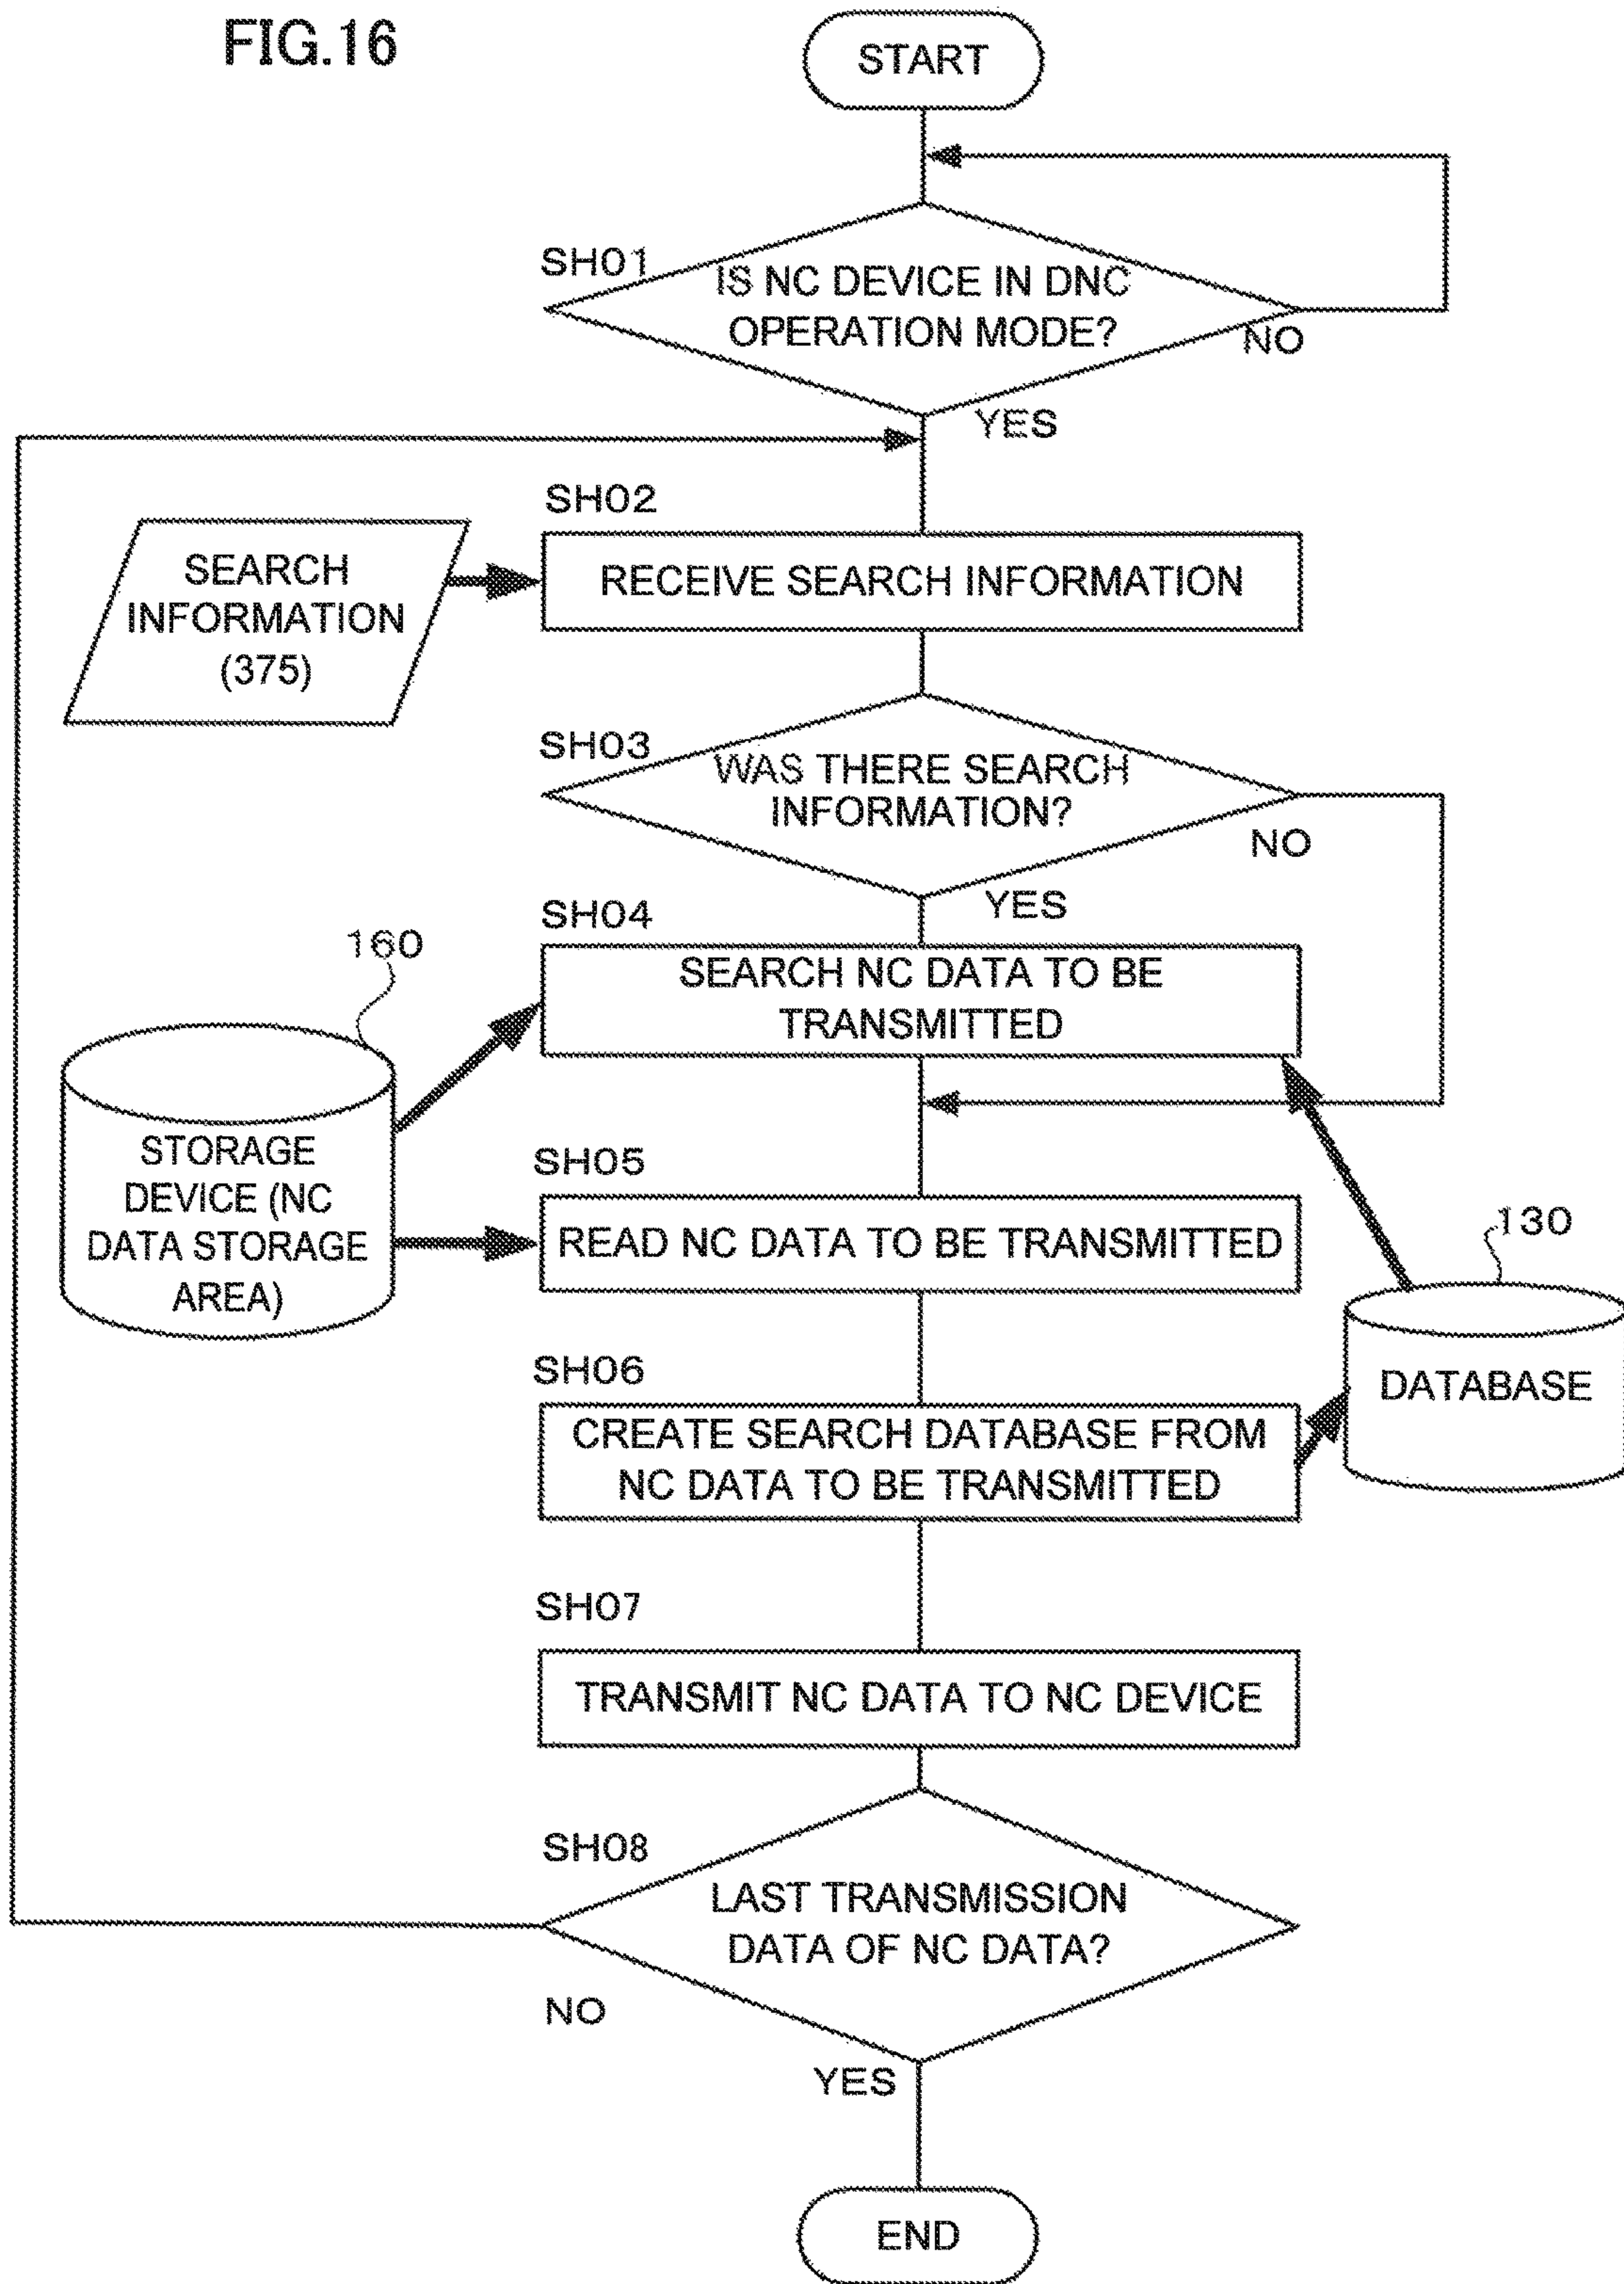 FIG.16
START
SH01
IS NC DEVICE IN DNC
OPERATION MODE?
NO
YES
SH02
SEARCH
INFORMATION
(375)
RECEIVE SEARCH INFORMATION
SH03
WAS THERE SEARCH
INFORMATION?
NO
YES
SH04
160
SEARCH NC DATA TO BE
TRANSMITTED
STORAGE
DEVICE (NC
DATA STORAGE
AREA)
SH05
READ NC DATA TO BE TRANSMITTED
130
DATABASE
SH06
CREATE SEARCH DATABASE FROM
NC DATA TO BE TRANSMITTED
SH07
TRANSMIT NC DATA TO NC DEVICE
SH08
LAST TRANSMISSION
DATA OF NC DATA?
NO
YES
END